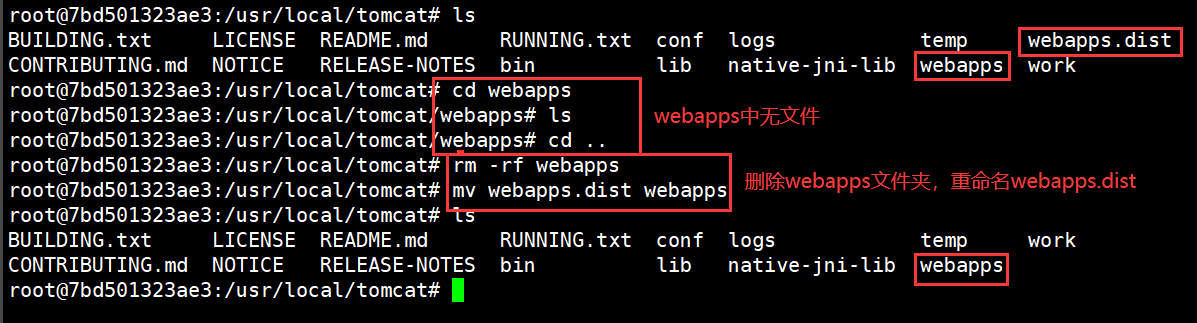 root@7bd501323ae3:/usr/local/tomcat# ls
BUILDING.txt LICENSE README.md RUNNING.txt conf logs temp webapps.dist
CONTRIBUTING.md NOTICE RELEASE-NOTES bin lib native-jni-lib webapps work
root@7bd501323ae3:/usr/local/tomcat# cd webapps
root@7bd501323ae3:/usr/local/tomcat/webapps# ls
webapps中无文件
root@7bd501323ae3:/usr/local/tomcat/webapps# cd ..
root@7bd501323ae3:/usr/local/tomcat# rm -rf webapps
root@7bd501323ae3:/usr/local/tomcat# mv webapps.dist webapps
删除webapps文件夹，重命名webapps.dist
root@7bd501323ae3:/usr/local/tomcat# ls
BUILDING.txt LICENSE README.md RUNNING.txt conf logs temp work
CONTRIBUTING.md NOTICE RELEASE-NOTES bin lib native-jni-lib webapps
root@7bd501323ae3:/usr/local/tomcat#